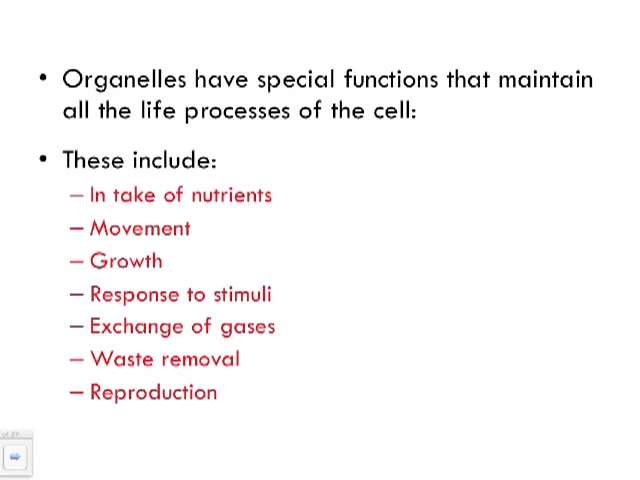 • Organelles have special functions that maintain
all the life processes of the cell:
• These include:
– In take of nutrients
– Movement
– Growth
– Response to stimuli
– Exchange of gases
– Waste removal
– Reproduction